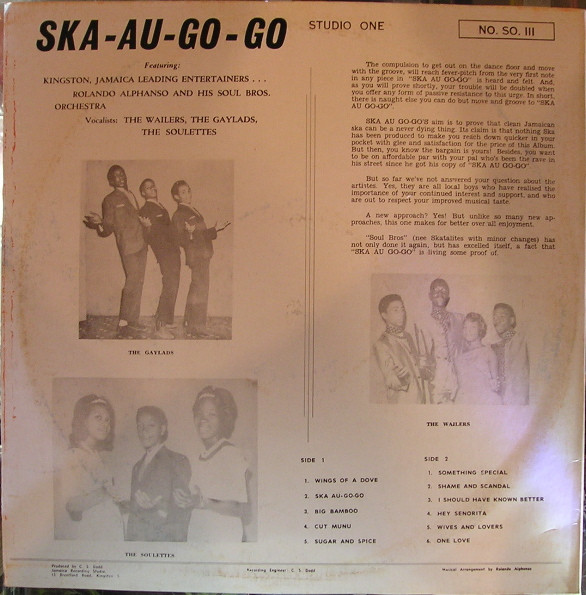 SKA-AU-GO-GO
STUDIO ONE
NO. SO. III
Featuring:
KINGSTON, JAMAICA LEADING ENTERTAINERS . . .
ROLANDO ALPHANSO AND HIS SOUL BROS.
ORCHESTRA
Vocalists: THE WAILERS, THE GAYLADS,
THE SOULETTES
THE GAYLADS
THE SOULETTES
The compulsion to get out on the dance floor and move
with the groove, will reach fever-pitch from the very first note
in any piece in "SKA AU GO-GO" is heard and felt. And,
as you will prove shortly, your trouble will be doubled when
you offer any form of passive resistance to this urge. In short,
there is naught else you can do but move and groove to "SKA
AU GO-GO".
SKA AU GO-GO'S aim is to prove that clean Jamaican
ska can be a never dying thing. Its claim is that nothing Ska
has been produced to make you reach down quicker in your
pocket with glee and satisfaction for the price of this Album.
But then, you know the bargain is yours! Besides, you want
to be on affordable par with your pal who's been the rave in
his street since he got his copy of "SKA AU GO-GO"
But so far we've not answered your question about the
artistes. Yes, they are all local boys who have realised the
importance of your continued interest and support, and who
are out to respect your improved musical taste.
A new approach? Yes! But unlike so many new ap-
proaches, this one makes for better over all enjoyment.
"Soul Bros" (nee Skatalites with minor changes) has
not only done it again, but has excelled itself, a fact that
"SKA AU GO-GO" is living some proof of.
THE WAILERS
SIDE 1
1. WINGS OF A DOVE
2. SKA AU-GO-GO
3. BIG BAMBOO
4. CUT MUNU
5. SUGAR AND SPICE
SIDE 2
1. SOMETHING SPECIAL
2. SHAME AND SCANDAL
3. I SHOULD HAVE KNOWN BETTER
4. HEY SENORITA
5. WIVES AND LOVERS
6. ONE LOVE
Produced by C. S. Dodd
Jamaica Recording Studio
13 Brentford Road, Kingston 5.
Recording Engineer: C. S. Dodd
Musical Arrangement by Rolando Alphonso